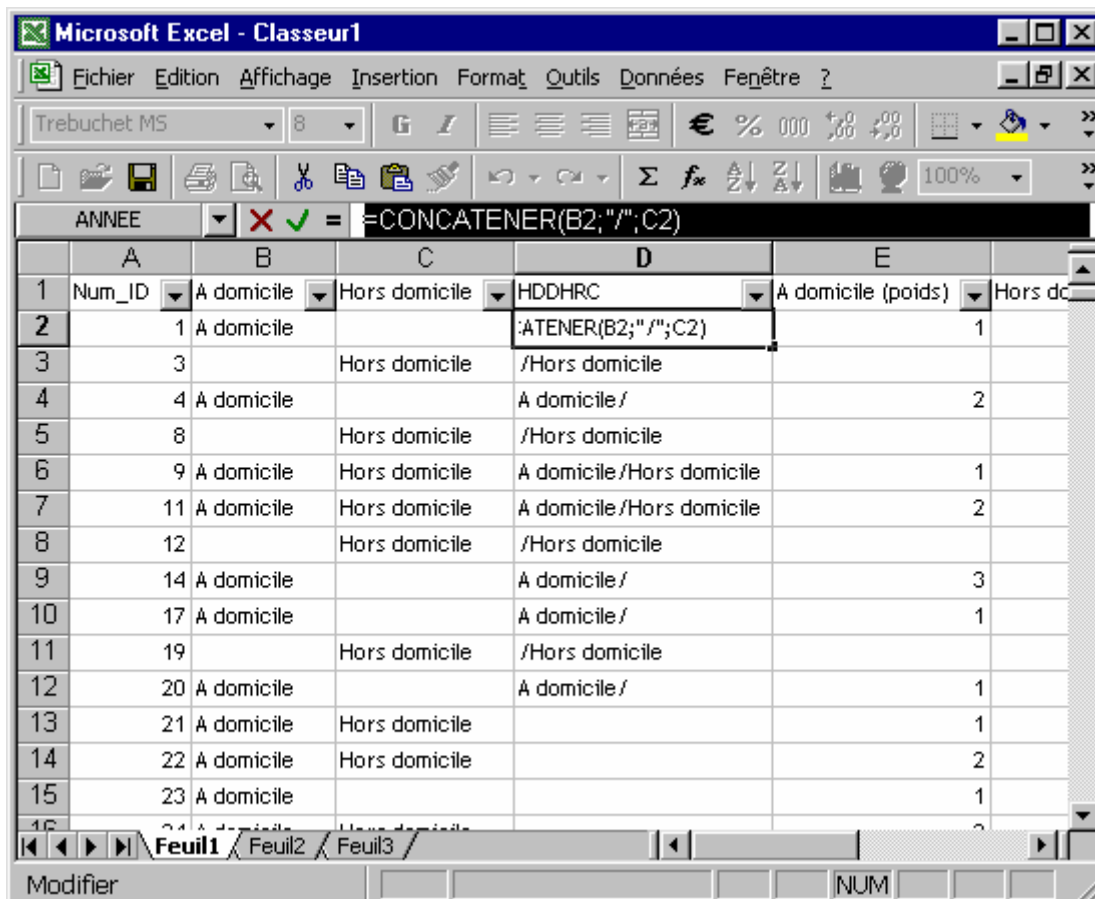 Microsoft Excel - Classeur1
Fichier Edition Affichage Insertion Format Outils Données Fenêtre ?
Trebuchet MS 8 G I € % 000
Σ fx 100%
ANNEE =CONCATENER(B2;"/";C2)
A B C D E
1 Num_ID A domicile Hors domicile HDDHRC A domicile (poids) Hors do
2 1 A domicile ATENER(B2;"/";C2) 1
3 3 Hors domicile /Hors domicile
4 4 A domicile A domicile/ 2
5 8 Hors domicile /Hors domicile
6 9 A domicile Hors domicile A domicile/Hors domicile 1
7 11 A domicile Hors domicile A domicile/Hors domicile 2
8 12 Hors domicile /Hors domicile
9 14 A domicile A domicile/ 3
10 17 A domicile A domicile/ 1
11 19 Hors domicile /Hors domicile
12 20 A domicile A domicile/ 1
13 21 A domicile Hors domicile 1
14 22 A domicile Hors domicile 2
15 23 A domicile 1
Feuil1 Feuil2 Feuil3
Modifier NUM